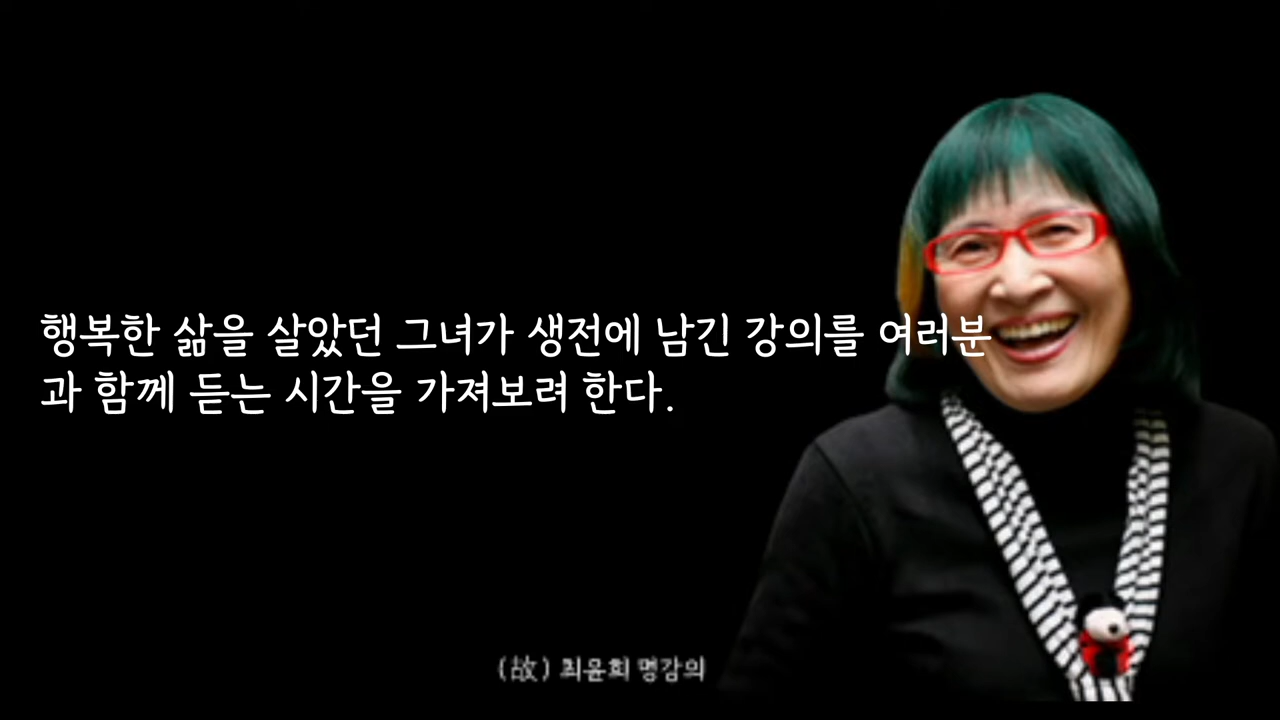 행복한 삶을 살았던 그녀가 생전에 남긴 강의를 여러분
과 함께 듣는 시간을 가져보려 한다.
(故) 최윤희 명강의